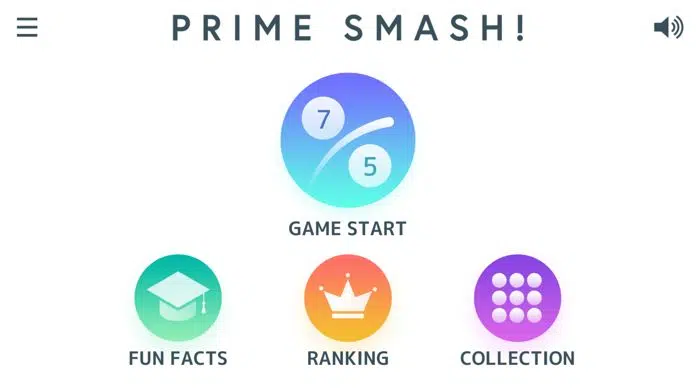 PRIME SMASH!
7
5
GAME START
FUN FACTS
RANKING
COLLECTION